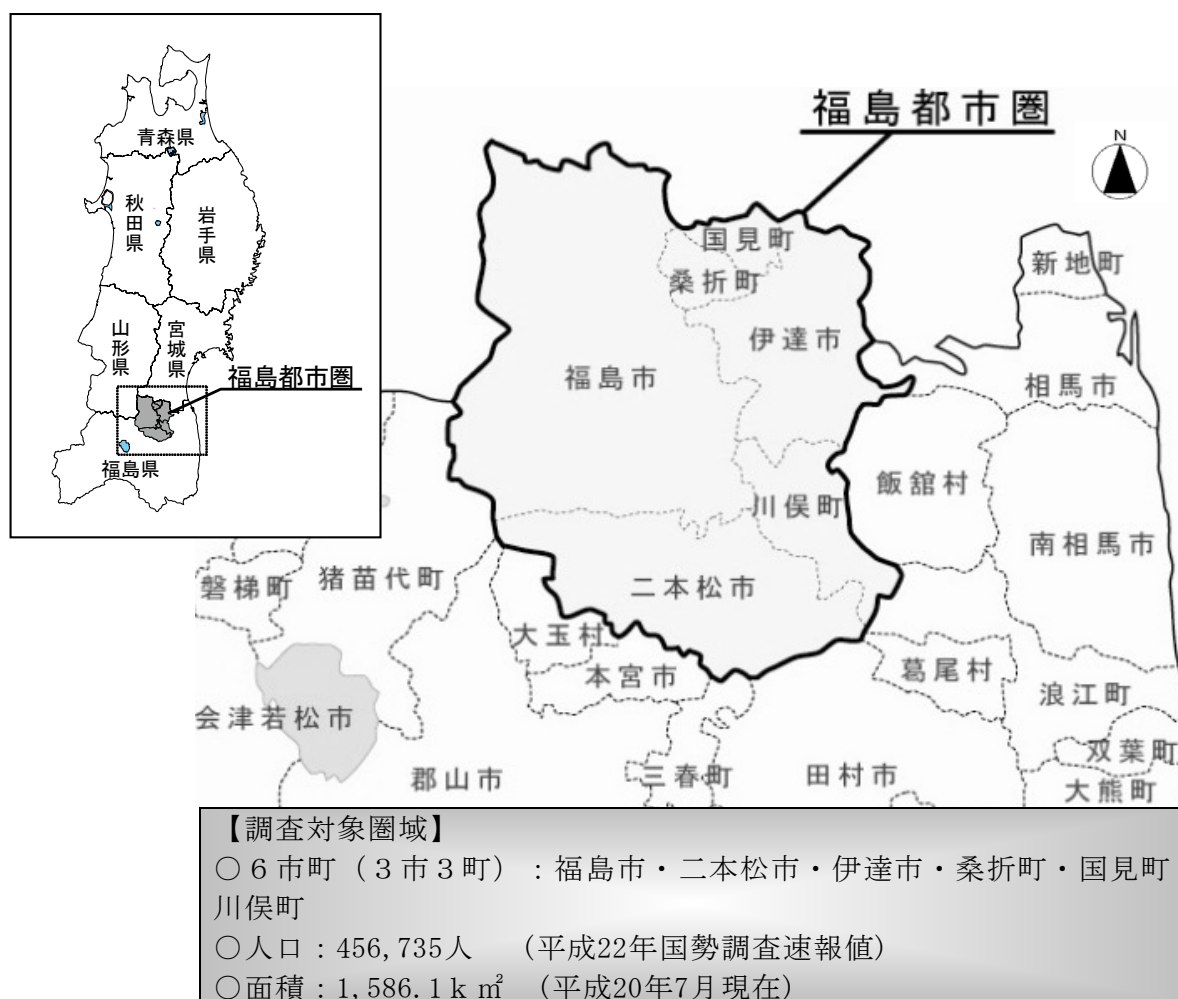 青森県
秋田県
岩手県
山形県
宮城県
福島都市圏
福島県
福島都市圏
N
国見町
桑折町
新地町
伊達市
福島市
相馬市
飯舘村
川俣町
南相馬市
猪苗代町
磐梯町
二本松市
大玉村
本宮市
葛尾村
浪江町
会津若松市
双葉町
郡山市
三春町
田村市
大熊町
【調査対象圏域】
○6市町（3市3町）：福島市・二本松市・伊達市・桑折町・国見町
川俣町
○人口：456,735人　（平成22年国勢調査速報値）
○面積：1,586.1ｋ㎡　（平成20年7月現在）